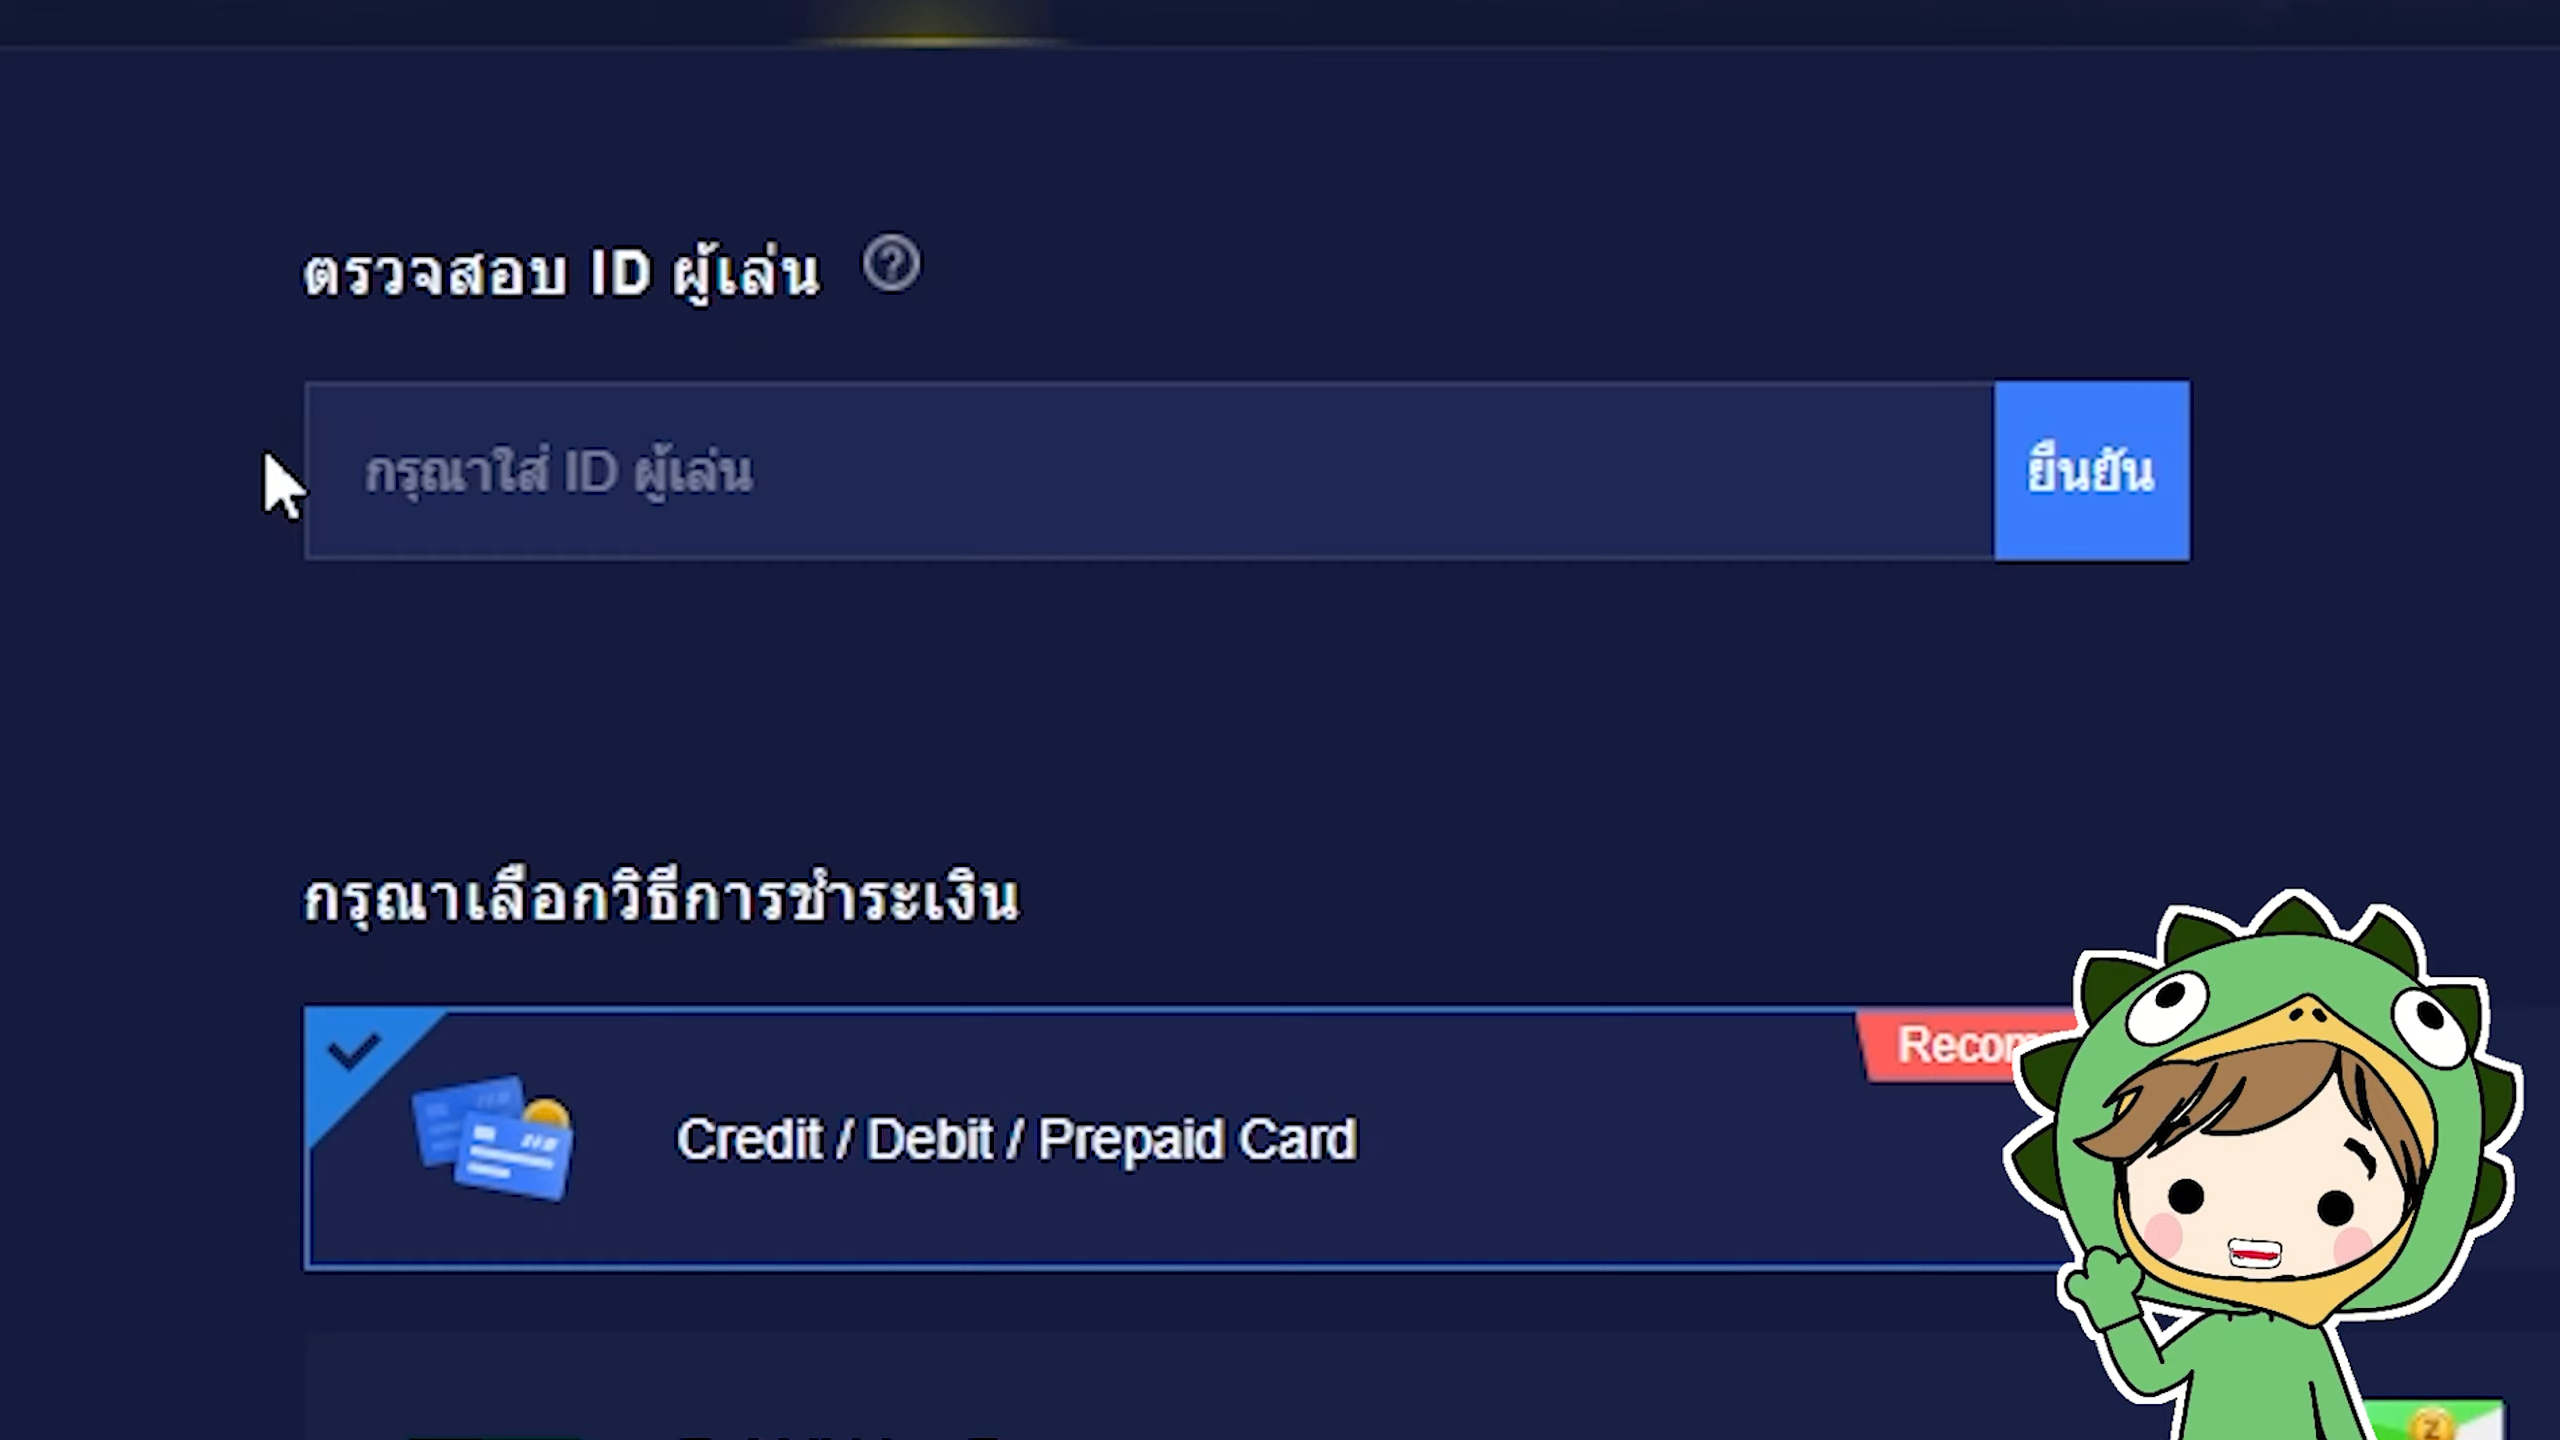 ตรวจสอบ ID ผู้เล่น
กรุณาใส่ ID ผู้เล่น
ยืนยัน
กรุณาเลือกวิธีการชำระเงิน
Credit / Debit / Prepaid Card